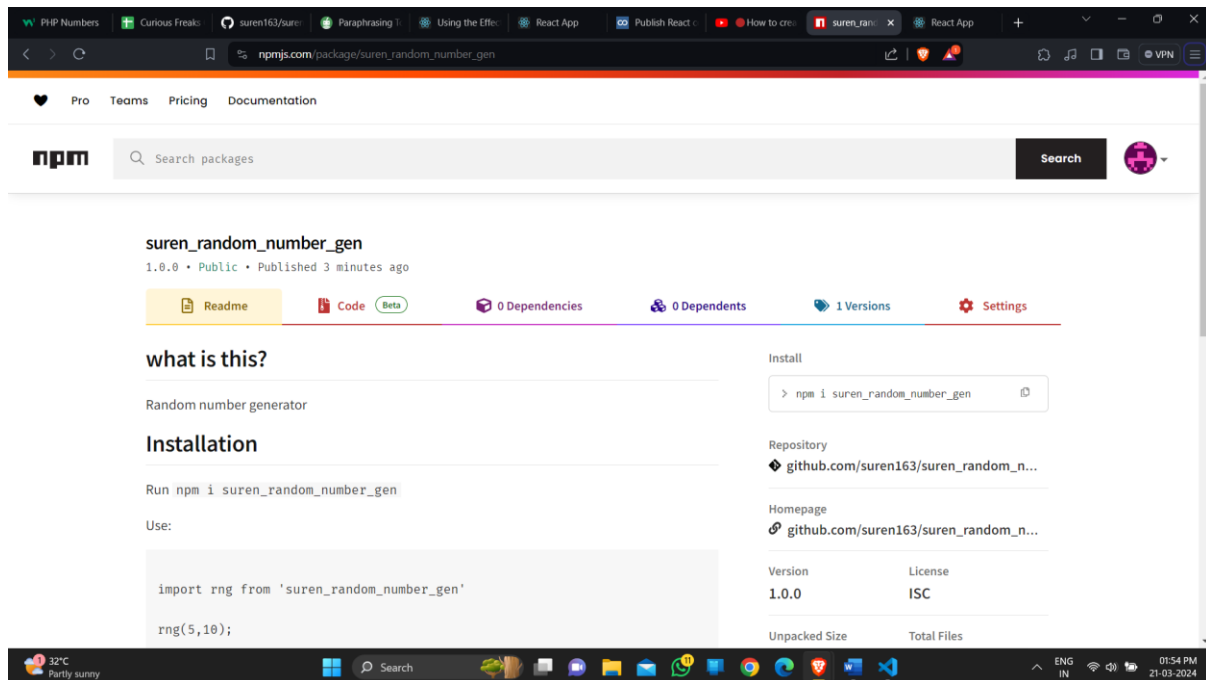 PHP Numbers
Curious Freaks
suren163/suren
Paraphrasing T
Using the Effec
React App
Publish React c
How to crea
suren_rand
React App
npmjs.com/package/suren_random_number_gen
VPN
Pro Teams Pricing Documentation
npm
Search packages
Search
suren_random_number_gen
1.0.0 • Public • Published 3 minutes ago
Readme
Code Beta
0 Dependencies
0 Dependents
1 Versions
Settings
what is this?
Random number generator
Installation
Run npm i suren_random_number_gen
Use:
import rng from 'suren_random_number_gen'
rng(5,10);
Install
> npm i suren_random_number_gen
Repository
github.com/suren163/suren_random_n...
Homepage
github.com/suren163/suren_random_n...
Version License
1.0.0 ISC
Unpacked Size Total Files
1
32°C
Partly sunny
Search
11
ENG
IN
01:54 PM
21-03-2024